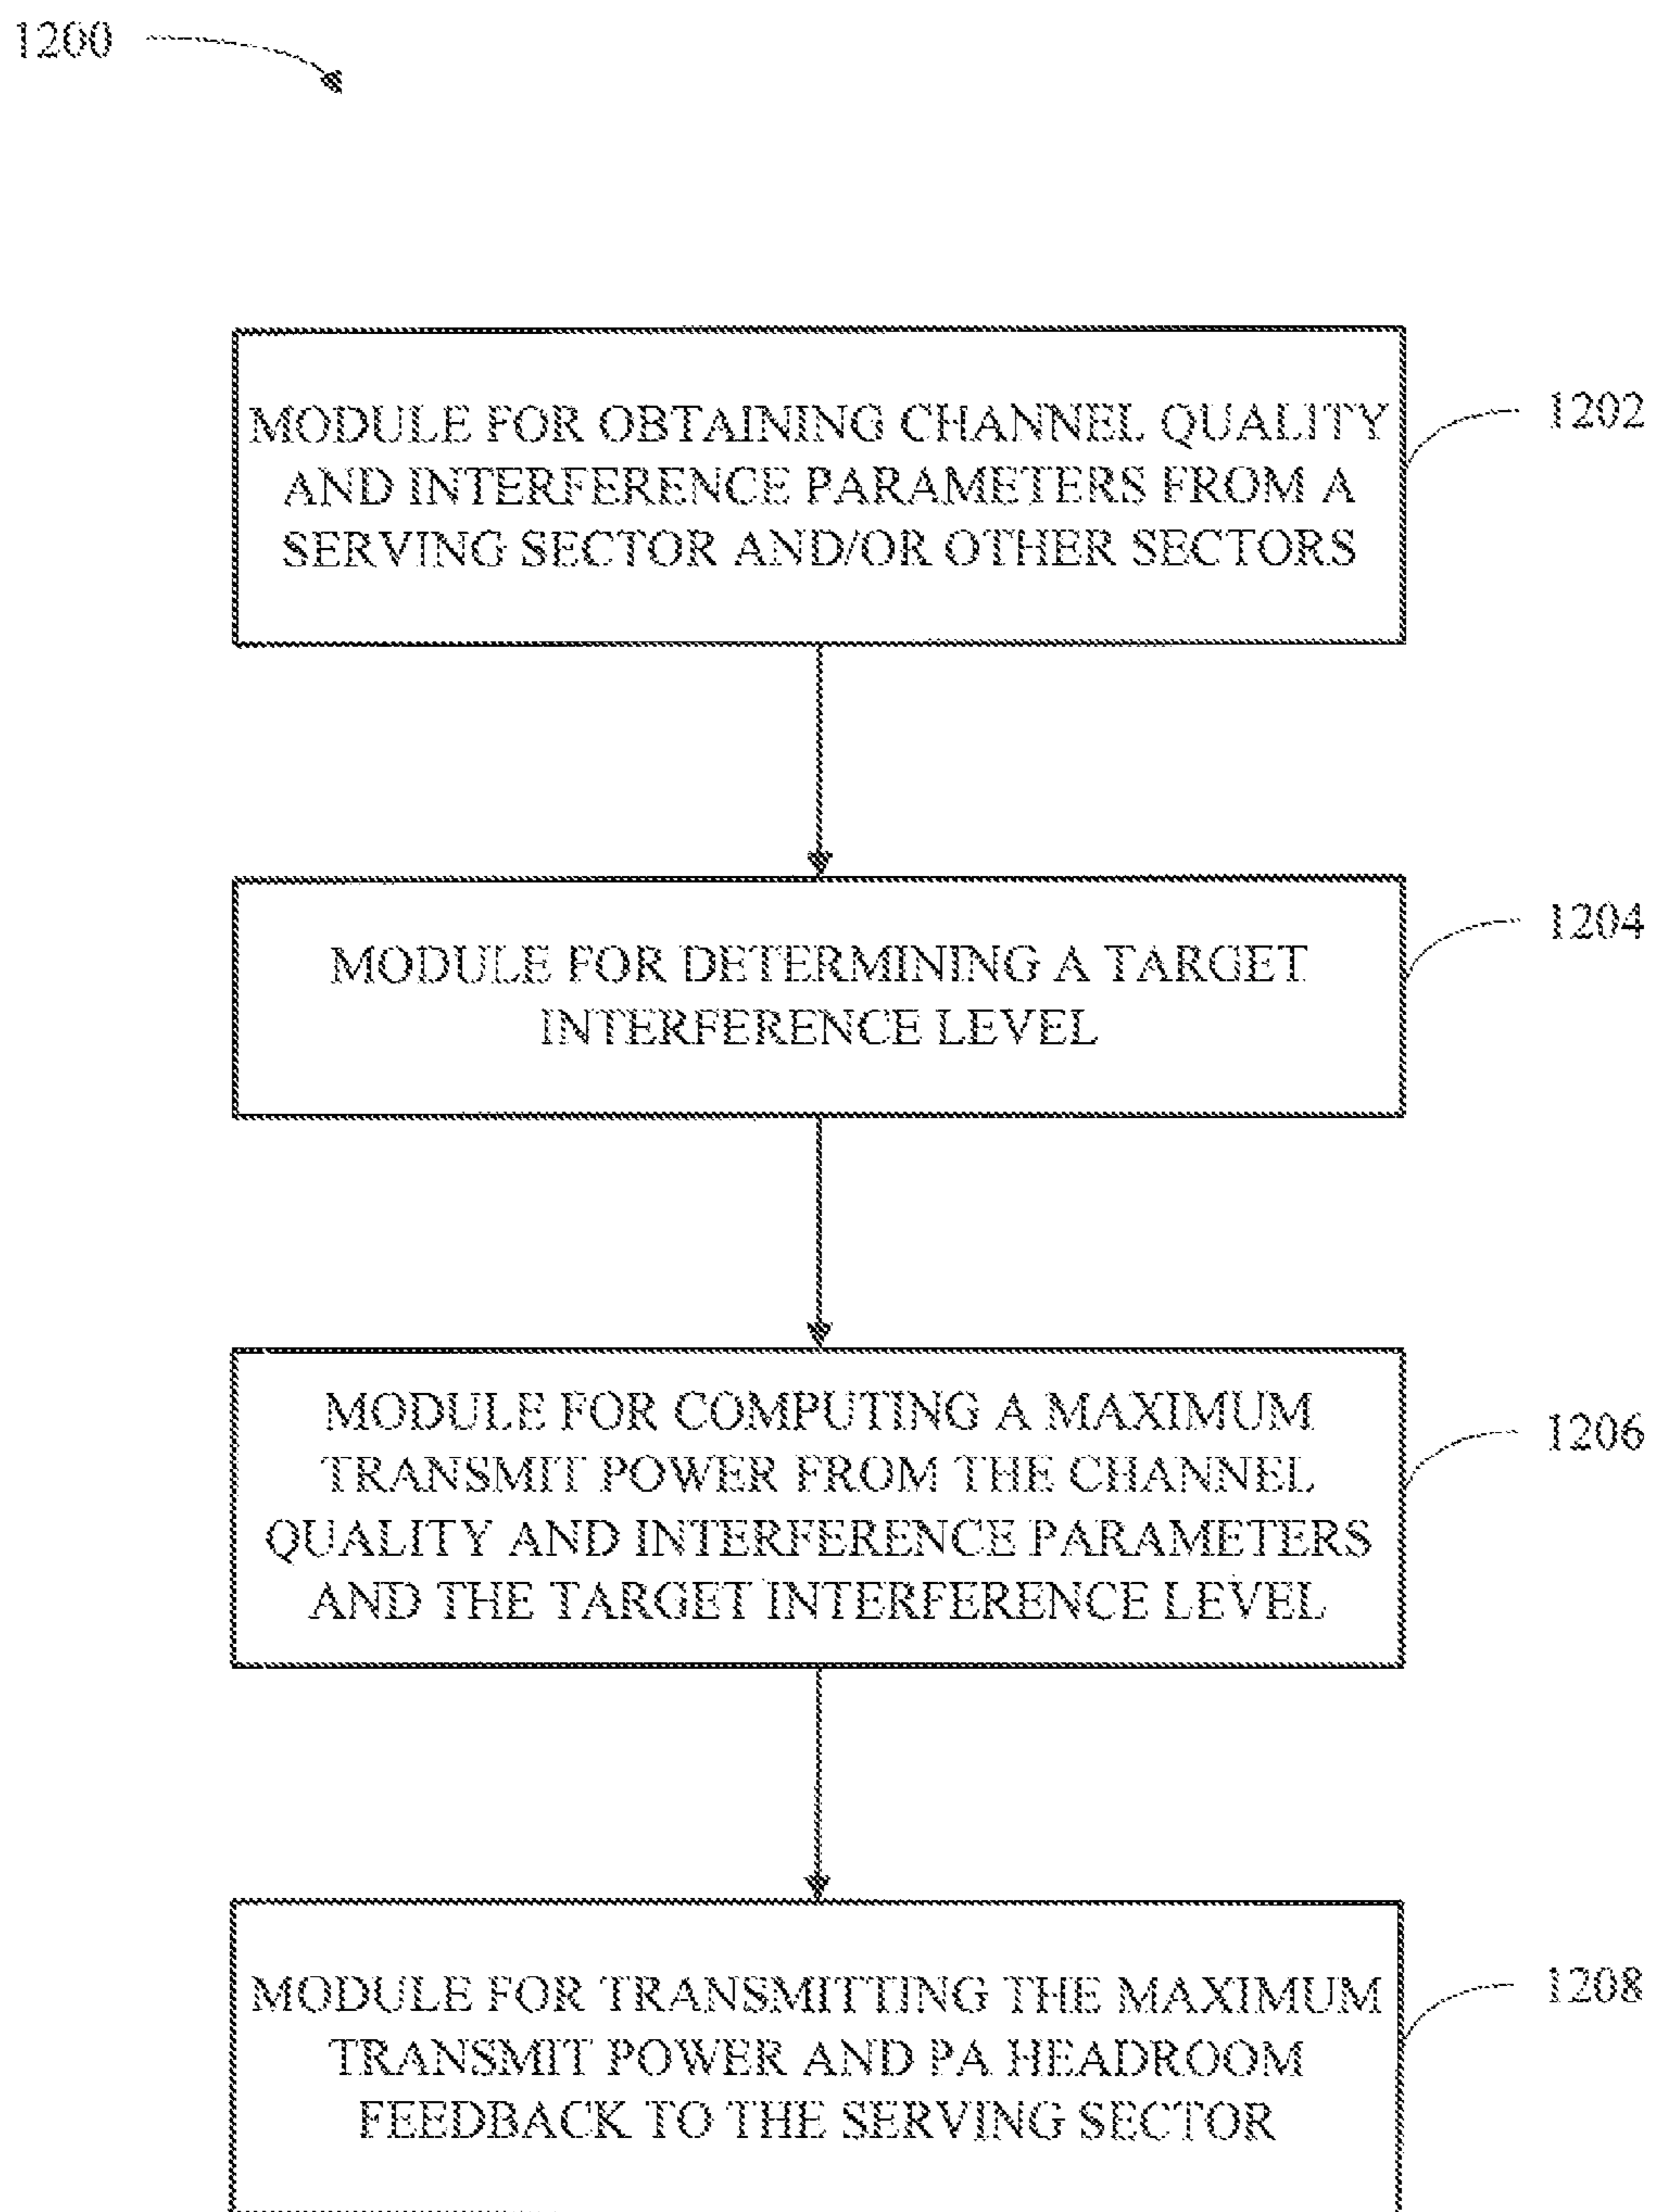 1200
MODULE FOR OBTAINING CHANNEL QUALITY
AND INTERFERENCE PARAMETERS FROM A
SERVING SECTOR AND/OR OTHER SECTORS
1202
MODULE FOR DETERMINING A TARGET
INTERFERENCE LEVEL
1204
MODULE FOR COMPUTING A MAXIMUM
TRANSMIT POWER FROM THE CHANNEL
QUALITY AND INTERFERENCE PARAMETERS
AND THE TARGET INTERFERENCE LEVEL
1206
MODULE FOR TRANSMITTING THE MAXIMUM
TRANSMIT POWER AND PA HEADROOM
FEEDBACK TO THE SERVING SECTOR
1208